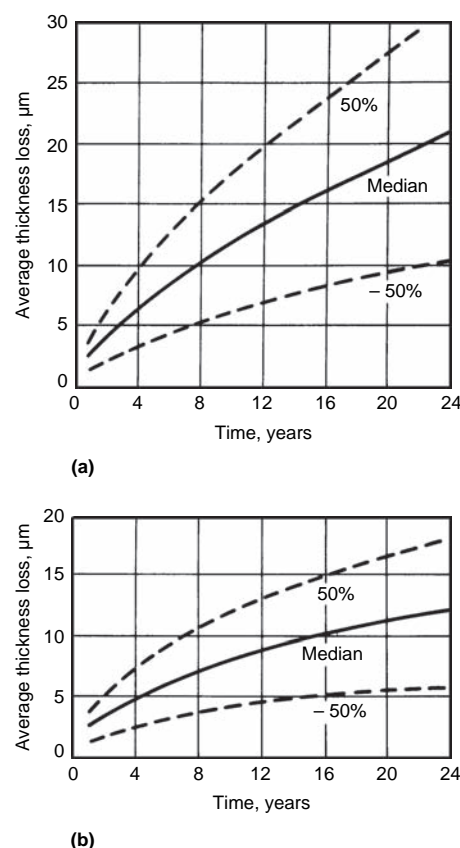 30
25
20
15
10
5
0
Average thickness loss, μm
50%
Median
– 50%
0 4 8 12 16 20 24
Time, years
(a)
20
15
10
5
0
Average thickness loss, μm
50%
Median
– 50%
0 4 8 12 16 20 24
Time, years
(b)